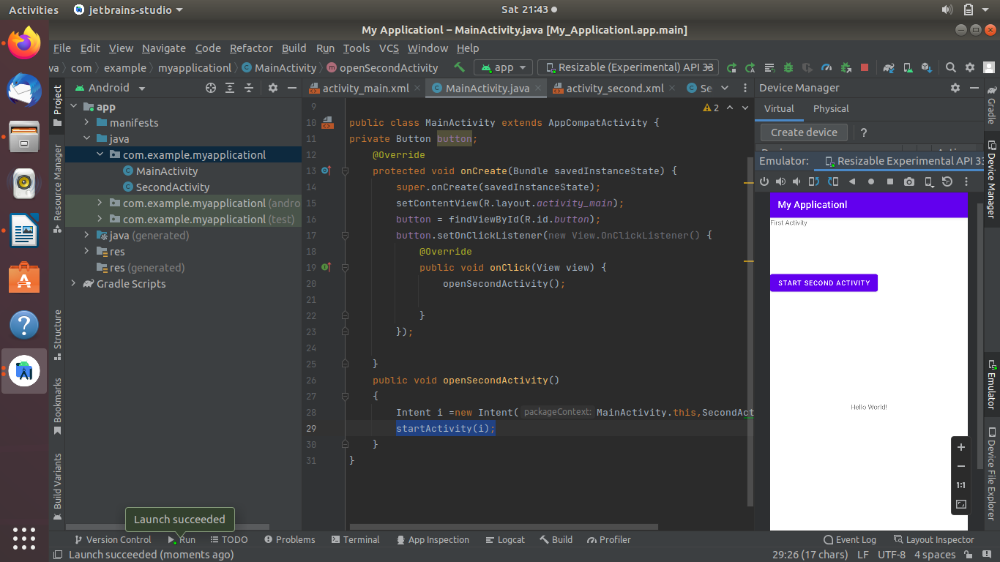 Activities jetbrains-studio Sat 21:43
My Applicationl – MainActivity.java [My_Applicationl.app.main]
File Edit View Navigate Code Refactor Build Run Tools VCS Window Help
va com example myapplicationl MainActivity openSecondActivity app Resizable (Experimental) API 33
Project
Resource Manager
Structure
Bookmarks
Build Variants
Android
app
manifests
java
com.example.myapplicationl
MainActivity
SecondActivity
com.example.myapplicationl (andro
com.example.myapplicationl (test)
java (generated)
res
res (generated)
Gradle Scripts
activity_main.xml MainActivity.java activity_second.xml Se
2
9
10 public class MainActivity extends AppCompatActivity {
11 private Button button;
12 @Override
13 protected void onCreate(Bundle savedInstanceState) {
14 super.onCreate(savedInstanceState);
15 setContentView(R.layout.activity_main);
16 button = findViewById(R.id.button);
17 button.setOnClickListener(new View.OnClickListener() {
18 @Override
19 public void onClick(View view) {
20 openSecondActivity();
21
22 }
23 });
24
25 }
26 public void openSecondActivity()
27 {
28 Intent i =new Intent( packageContext: MainActivity.this,SecondAct
29 startActivity(i);
30 }
31 }
Device Manager
Virtual Physical
Create device ?
Emulator: Resizable Experimental API 33
My Applicationl
First Activity
START SECOND ACTIVITY
Hello World!
1:1
Gradle
Device Manager
Emulator
Device File Explorer
Launch succeeded
Version Control Run TODO Problems Terminal App Inspection Logcat Build Profiler Event Log Layout Inspector
Launch succeeded (moments ago) 29:26 (17 chars) LF UTF-8 4 spaces